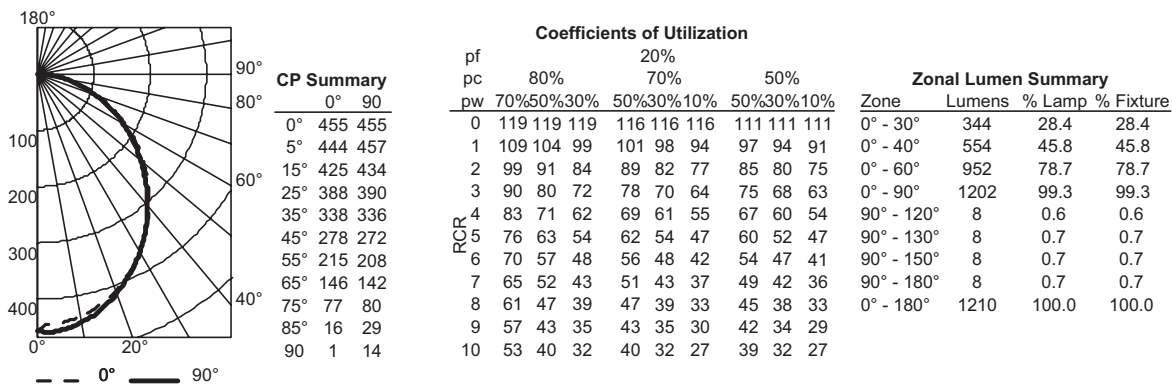 180°
90°
80°
60°
40°
20°
0°
100
200
300
400
0° 90°
CP Summary
0° 90
0° 455 455
5° 444 457
15° 425 434
25° 388 390
35° 338 336
45° 278 272
55° 215 208
65° 146 142
75° 77 80
85° 16 29
90 1 14
Coefficients of Utilization
pf 20%
pc 80% 70% 50%
pw 70%50%30% 50%30%10% 50%30%10%
RCR
0 119 119 119 116 116 116 111 111 111
1 109 104 99 101 98 94 97 94 91
2 99 91 84 89 82 77 85 80 75
3 90 80 72 78 70 64 75 68 63
4 83 71 62 69 61 55 67 60 54
5 76 63 54 62 54 47 60 52 47
6 70 57 48 56 48 42 54 47 41
7 65 52 43 51 43 37 49 42 36
8 61 47 39 47 39 33 45 38 33
9 57 43 35 43 35 30 42 34 29
10 53 40 32 40 32 27 39 32 27
Zonal Lumen Summary
Zone Lumens % Lamp % Fixture
0° - 30° 344 28.4 28.4
0° - 40° 554 45.8 45.8
0° - 60° 952 78.7 78.7
0° - 90° 1202 99.3 99.3
90° - 120° 8 0.6 0.6
90° - 130° 8 0.7 0.7
90° - 150° 8 0.7 0.7
90° - 180° 8 0.7 0.7
0° - 180° 1210 100.0 100.0